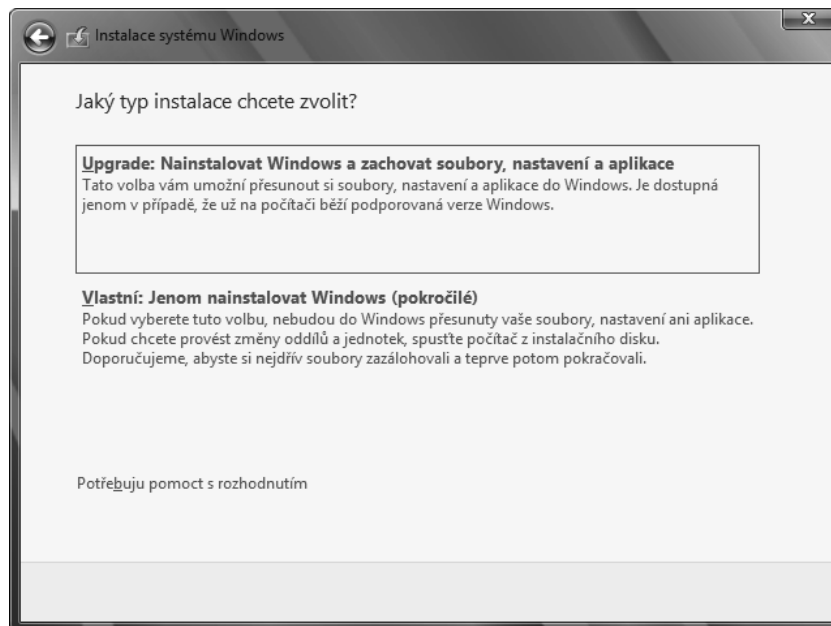 Instalace systému Windows
Jaký typ instalace chcete zvolit?
Upgrade: Nainstalovat Windows a zachovat soubory, nastavení a aplikace
Tato volba vám umožní přesunout si soubory, nastavení a aplikace do Windows. Je dostupná
jenom v případě, že už na počítači běží podporovaná verze Windows.
Vlastní: Jenom nainstalovat Windows (pokročilé)
Pokud vyberete tuto volbu, nebudou do Windows přesunuty vaše soubory, nastavení ani aplikace.
Pokud chcete provést změny oddílů a jednotek, spusťte počítač z instalačního disku.
Doporučujeme, abyste si nejdřív soubory zazálohovali a teprve potom pokračovali.
Potřebuju pomoct s rozhodnutím